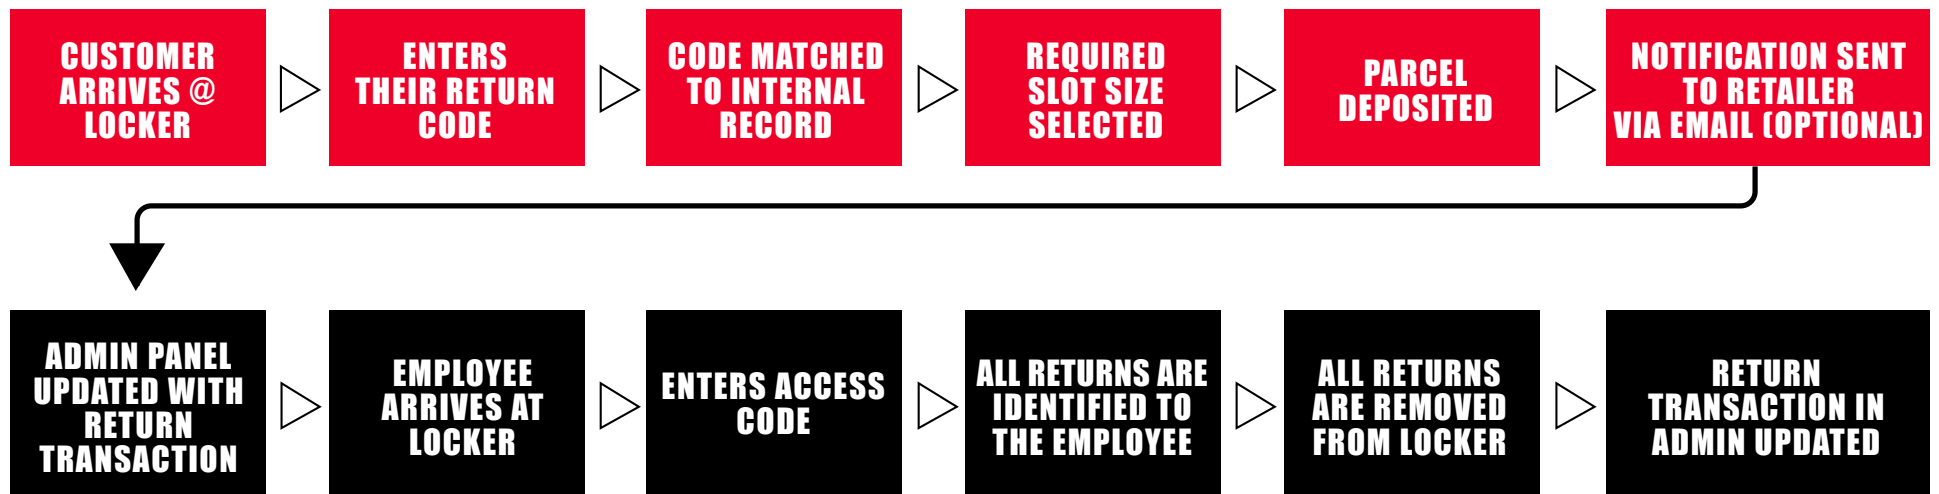 CUSTOMER
ARRIVES @
LOCKER
ENTERS
THEIR RETURN
CODE
CODE MATCHED
TO INTERNAL
RECORD
REQUIRED
SLOT SIZE
SELECTED
PARCEL
DEPOSITED
NOTIFICATION SENT
TO RETAILER
VIA EMAIL (OPTIONAL)
ADMIN PANEL
UPDATED WITH
RETURN
TRANSACTION
EMPLOYEE
ARRIVES AT
LOCKER
ENTERS ACCESS
CODE
ALL RETURNS ARE
IDENTIFIED TO
THE EMPLOYEE
ALL RETURNS
ARE REMOVED
FROM LOCKER
RETURN
TRANSACTION IN
ADMIN UPDATED